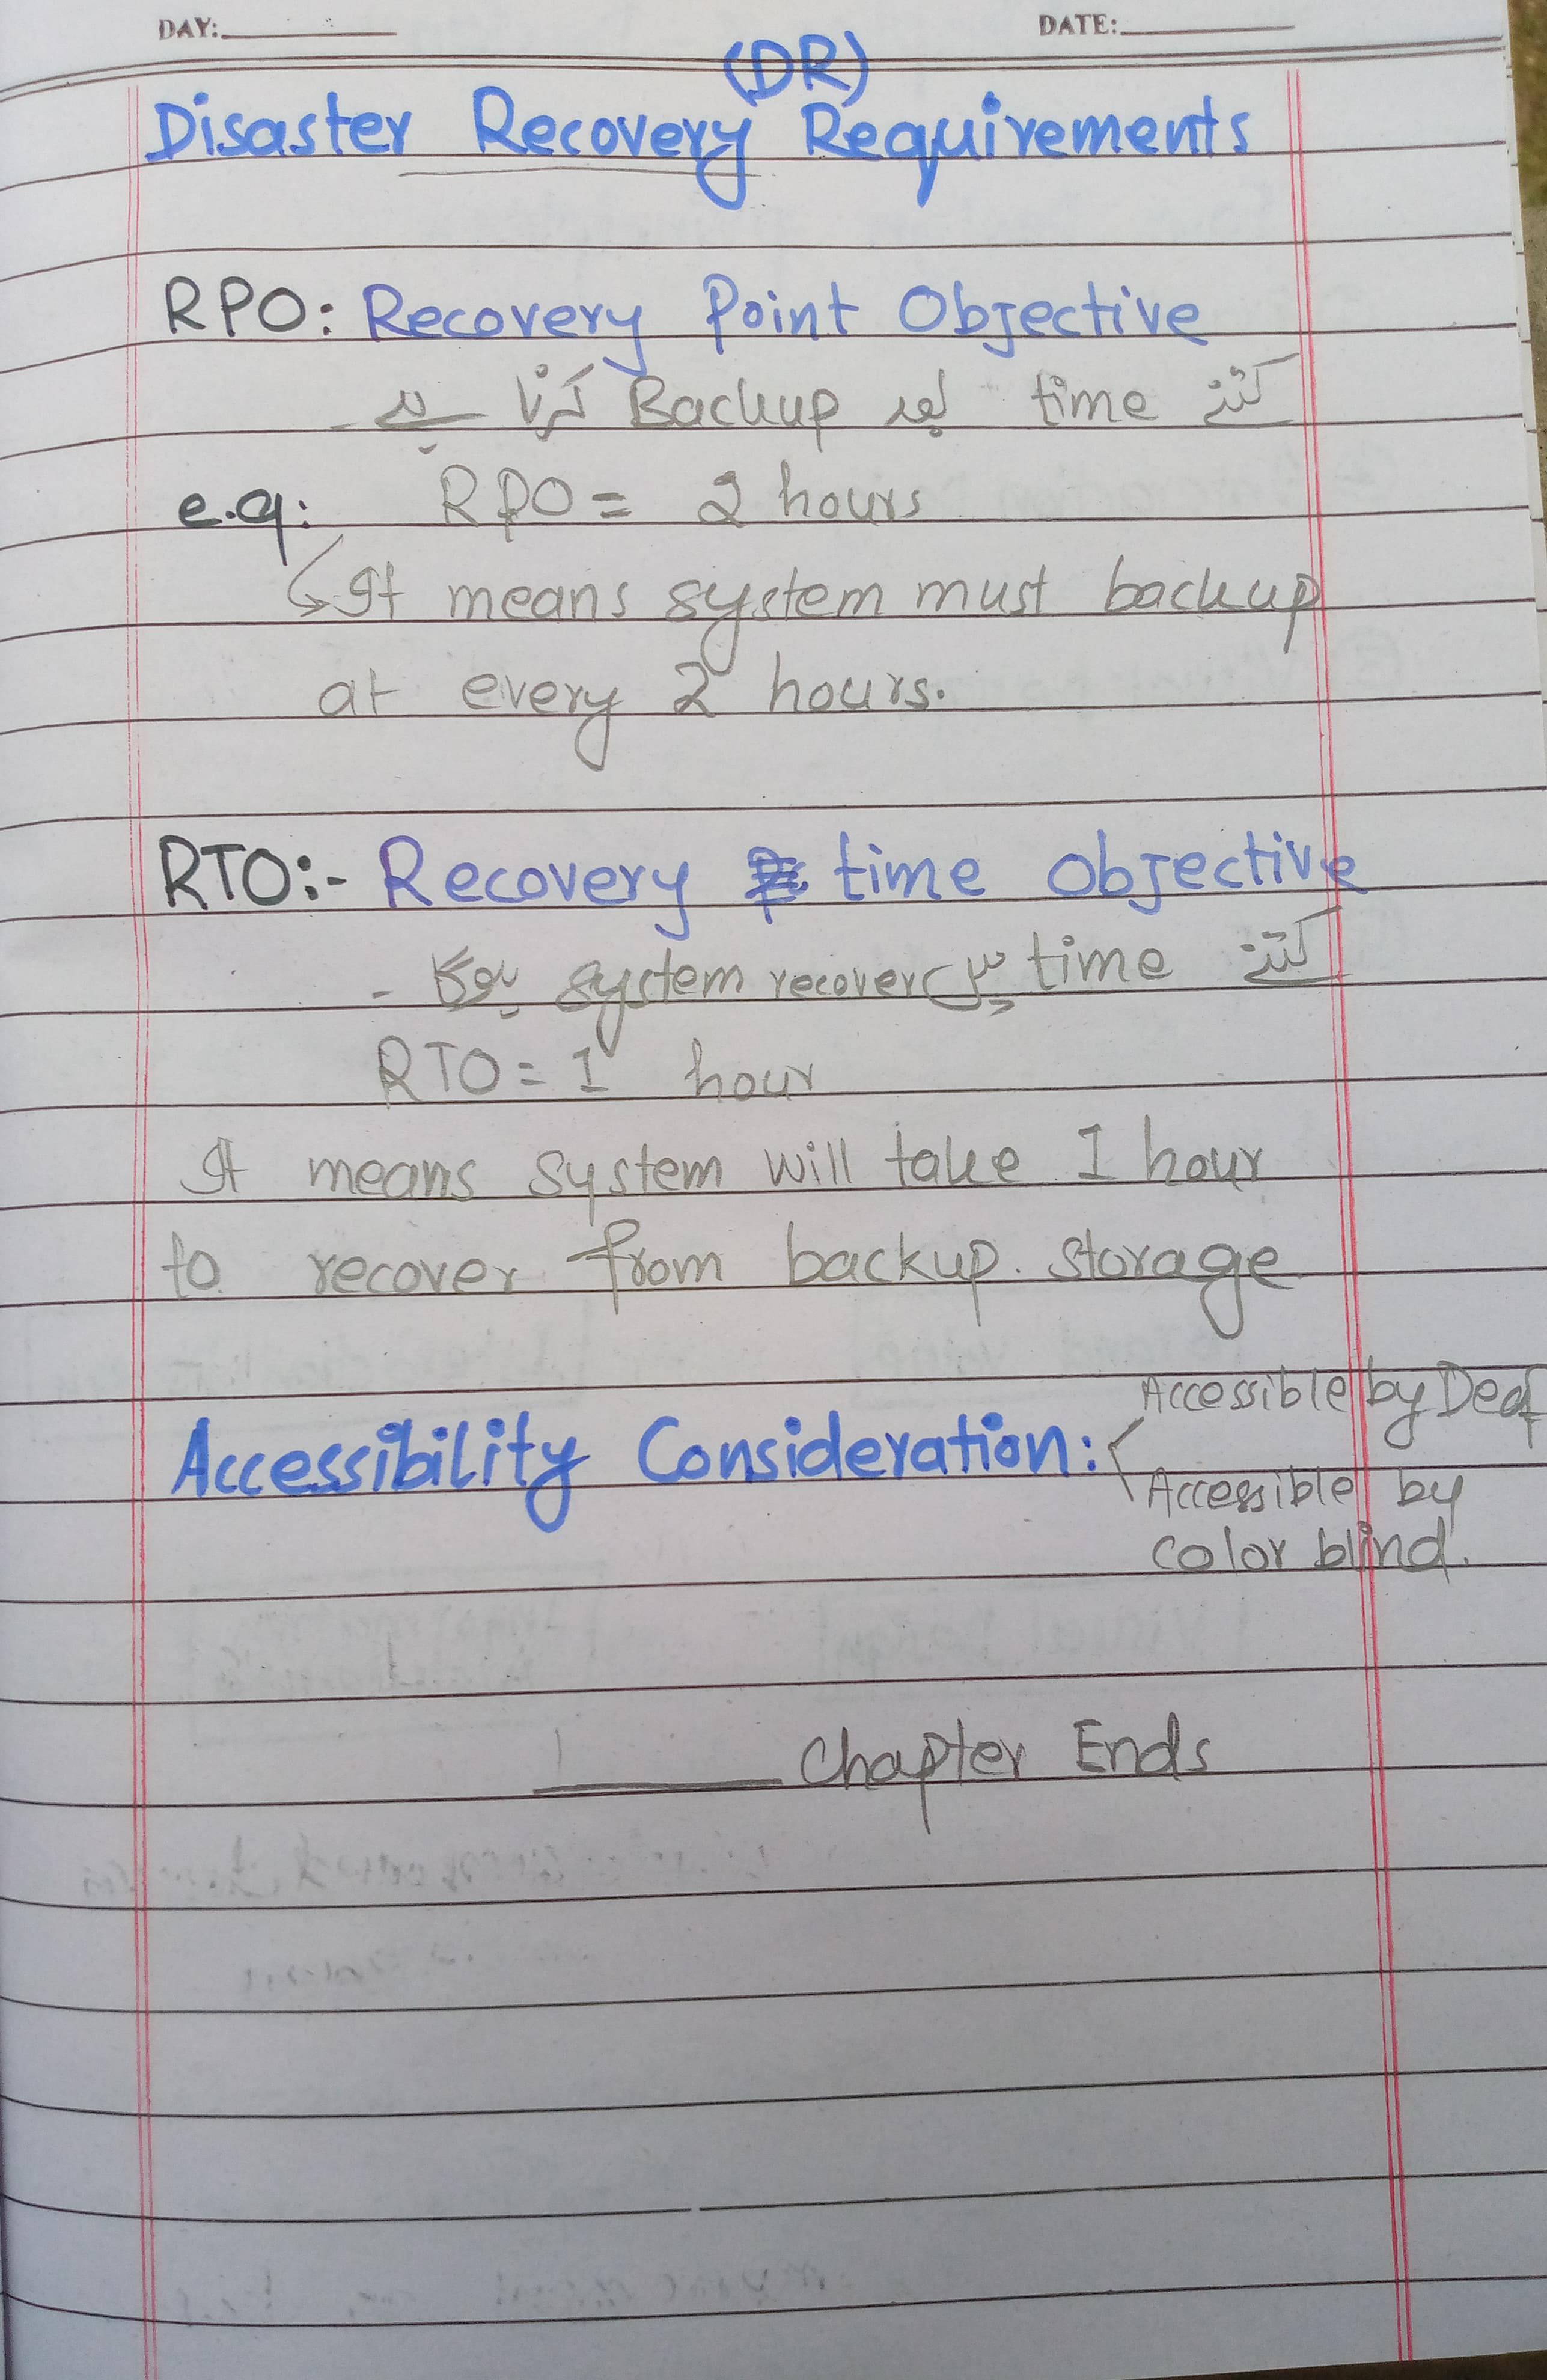 DAY:
DATE:
(DR)
Disaster Recovery Requirements
RPO: Recovery Point Objective
کتنے time بعد Backup کرنا ہے۔
e.g: RPO = 2 hours
It means system must backup
at every 2 hours.
RTO:- Recovery time objective
کتنے time میں system recover ہوگا۔
RTO = 1 hour
It means system will take 1 hour
to recover from backup storage
Accessibility Consideration:
Accessible by Deaf
Accessible by
color blind.
Chapter Ends